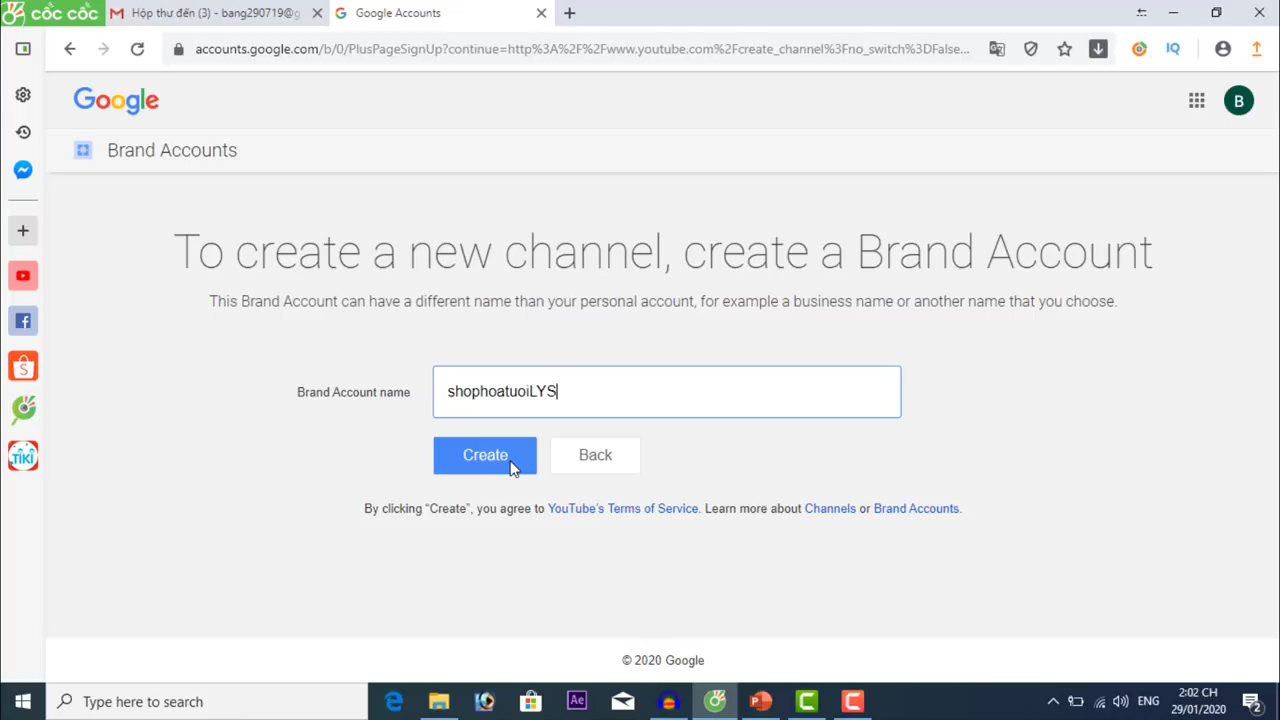 cốc cốc
Hộp thư đến (3) - bang290719@g
Google Accounts
accounts.google.com/b/0/PlusPageSignUp?continue=http%3A%2F%2Fwww.youtube.com%2Fcreate_channel%3Fno_switch%3DFalse...
IQ
Google
B
Brand Accounts
To create a new channel, create a Brand Account
This Brand Account can have a different name than your personal account, for example a business name or another name that you choose.
Brand Account name
shophoatuoiLYS
Create
Back
By clicking “Create”, you agree to YouTube’s Terms of Service. Learn more about Channels or Brand Accounts.
TIKI
© 2020 Google
Type here to search
Ae
ENG
2:02 CH
29/01/2020
2